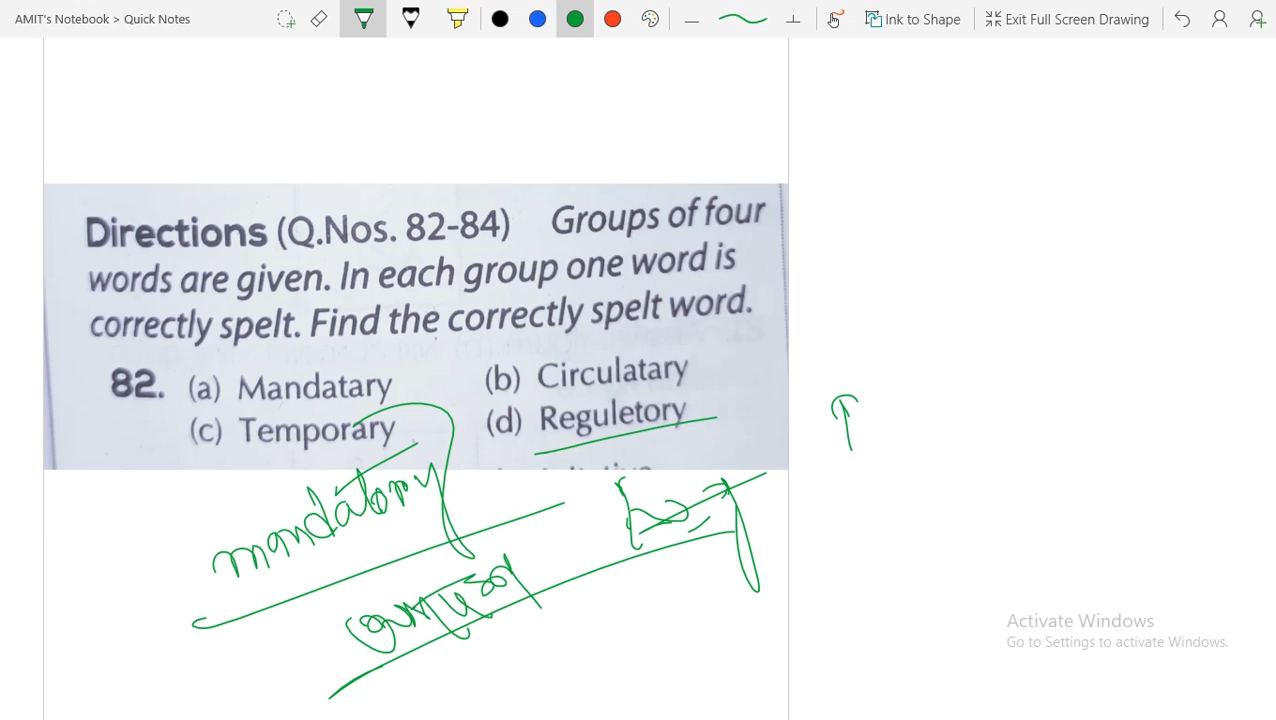 AMIT's Notebook > Quick Notes
Ink to Shape
Exit Full Screen Drawing
Directions (Q.Nos. 82-84) Groups of four
words are given. In each group one word is
correctly spelt. Find the correctly spelt word.
82. (a) Mandatary (b) Circulatary
(c) Temporary (d) Reguletory
mandatory
Activate Windows
Go to Settings to activate Windows.